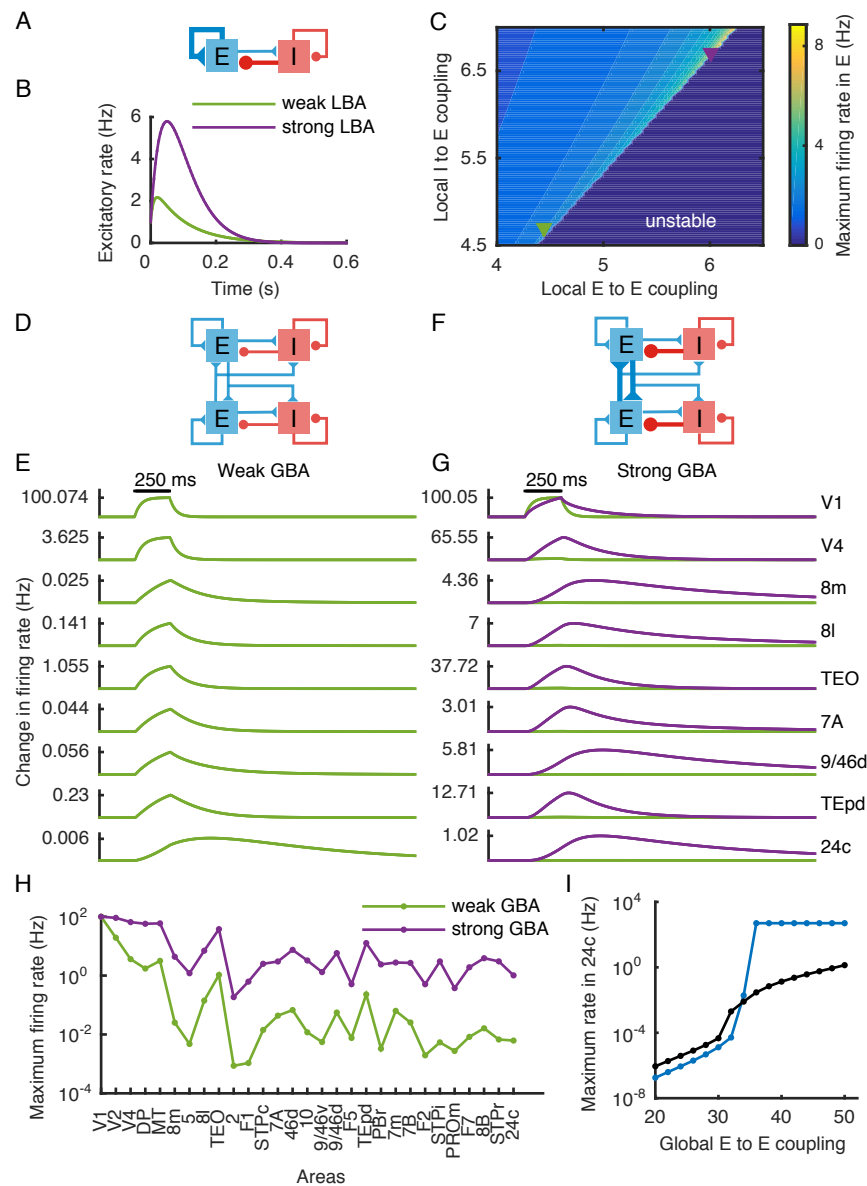 A
E
I
B
weak LBA
strong LBA
Excitatory rate (Hz)
6
4
2
0
0
0.2
0.4
0.6
Time (s)
C
Local I to E coupling
6.5
5.5
4.5
4
5
6
Local E to E coupling
unstable
8
4
0
Maximum firing rate in E (Hz)
D
E
I
E
I
F
E
I
E
I
E
Weak GBA
250 ms
Change in firing rate (Hz)
100.074
3.625
0.025
0.141
1.055
0.044
0.056
0.23
0.006
G
Strong GBA
250 ms
100.05
V1
65.55
V4
4.36
8m
7
8l
37.72
TEO
3.01
7A
5.81
9/46d
12.71
TEpd
1.02
24c
H
weak GBA
strong GBA
Maximum firing rate (Hz)
10^2
10^0
10^-2
10^-4
V1
V2
V4
DP
MT
8m
5
8l
TEO
2
F1
STPc
7A
46d
10
9/46v
9/46d
F5
TEpd
PBr
7m
7B
F2
STPi
PROm
F7
8B
STPr
24c
Areas
I
Maximum rate in 24c (Hz)
10^4
10^0
10^-4
10^-8
20
30
40
50
Global E to E coupling